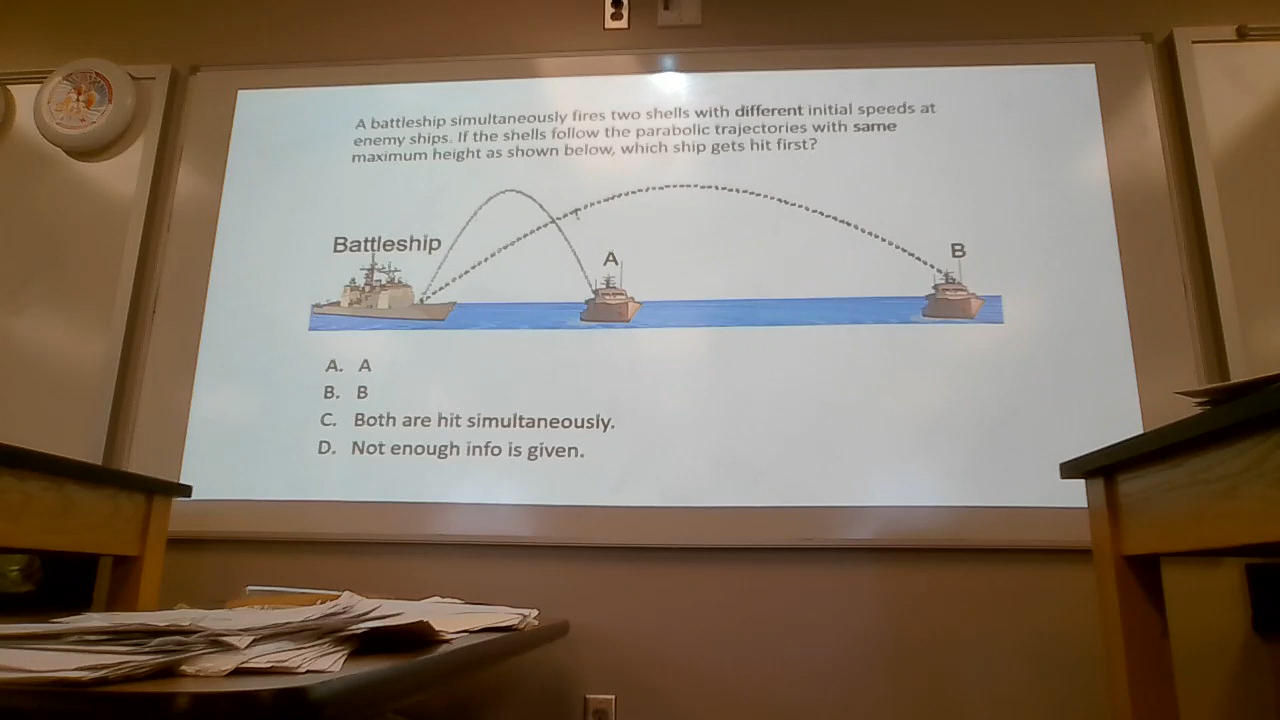 A battleship simultaneously fires two shells with different initial speeds at
enemy ships. If the shells follow the parabolic trajectories with same
maximum height as shown below, which ship gets hit first?
Battleship
A
B
A. A
B. B
C. Both are hit simultaneously.
D. Not enough info is given.